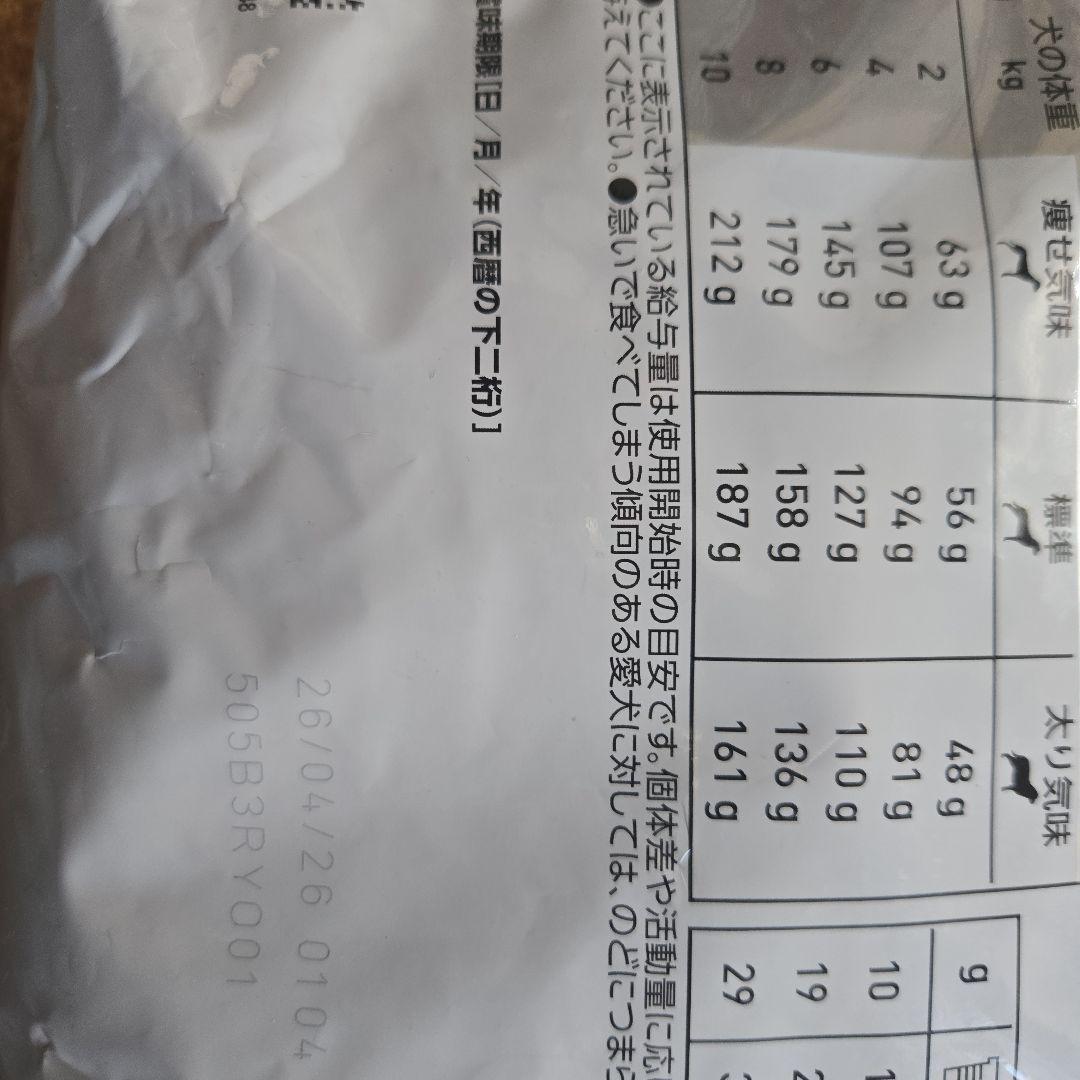 犬の体重 痩せ気味 標準 太り気味
kg
2 63 g 56 g 48 g
4 107 g 94 g 81 g
6 145 g 127 g 110 g
8 179 g 158 g 136 g
10 212 g 187 g 161 g
g
10
19
29
●ここに表示されている給与量は使用開始時の目安です。個体差や活動量に応
えてください。●急いで食べてしまう傾向のある愛犬に対しては、のどにつまら
賞味期限[日/月/年(西暦の下二桁)]
26/04/26 0104
505B3RY001